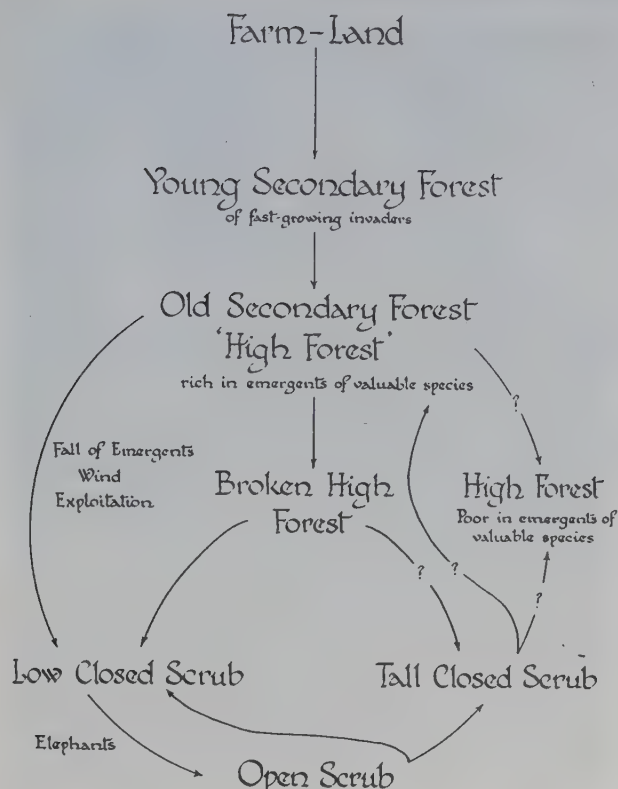 Farm-Land
Young Secondary Forest
of fast-growing invaders
Old Secondary Forest
'High Forest'
rich in emergents of valuable species
?
Fall of Emergents
Wind
Exploitation
Broken High
Forest
High Forest
Poor in emergents of
valuable species
?
?
?
Low Closed Scrub
Tall Closed Scrub
Elephants
Open Scrub